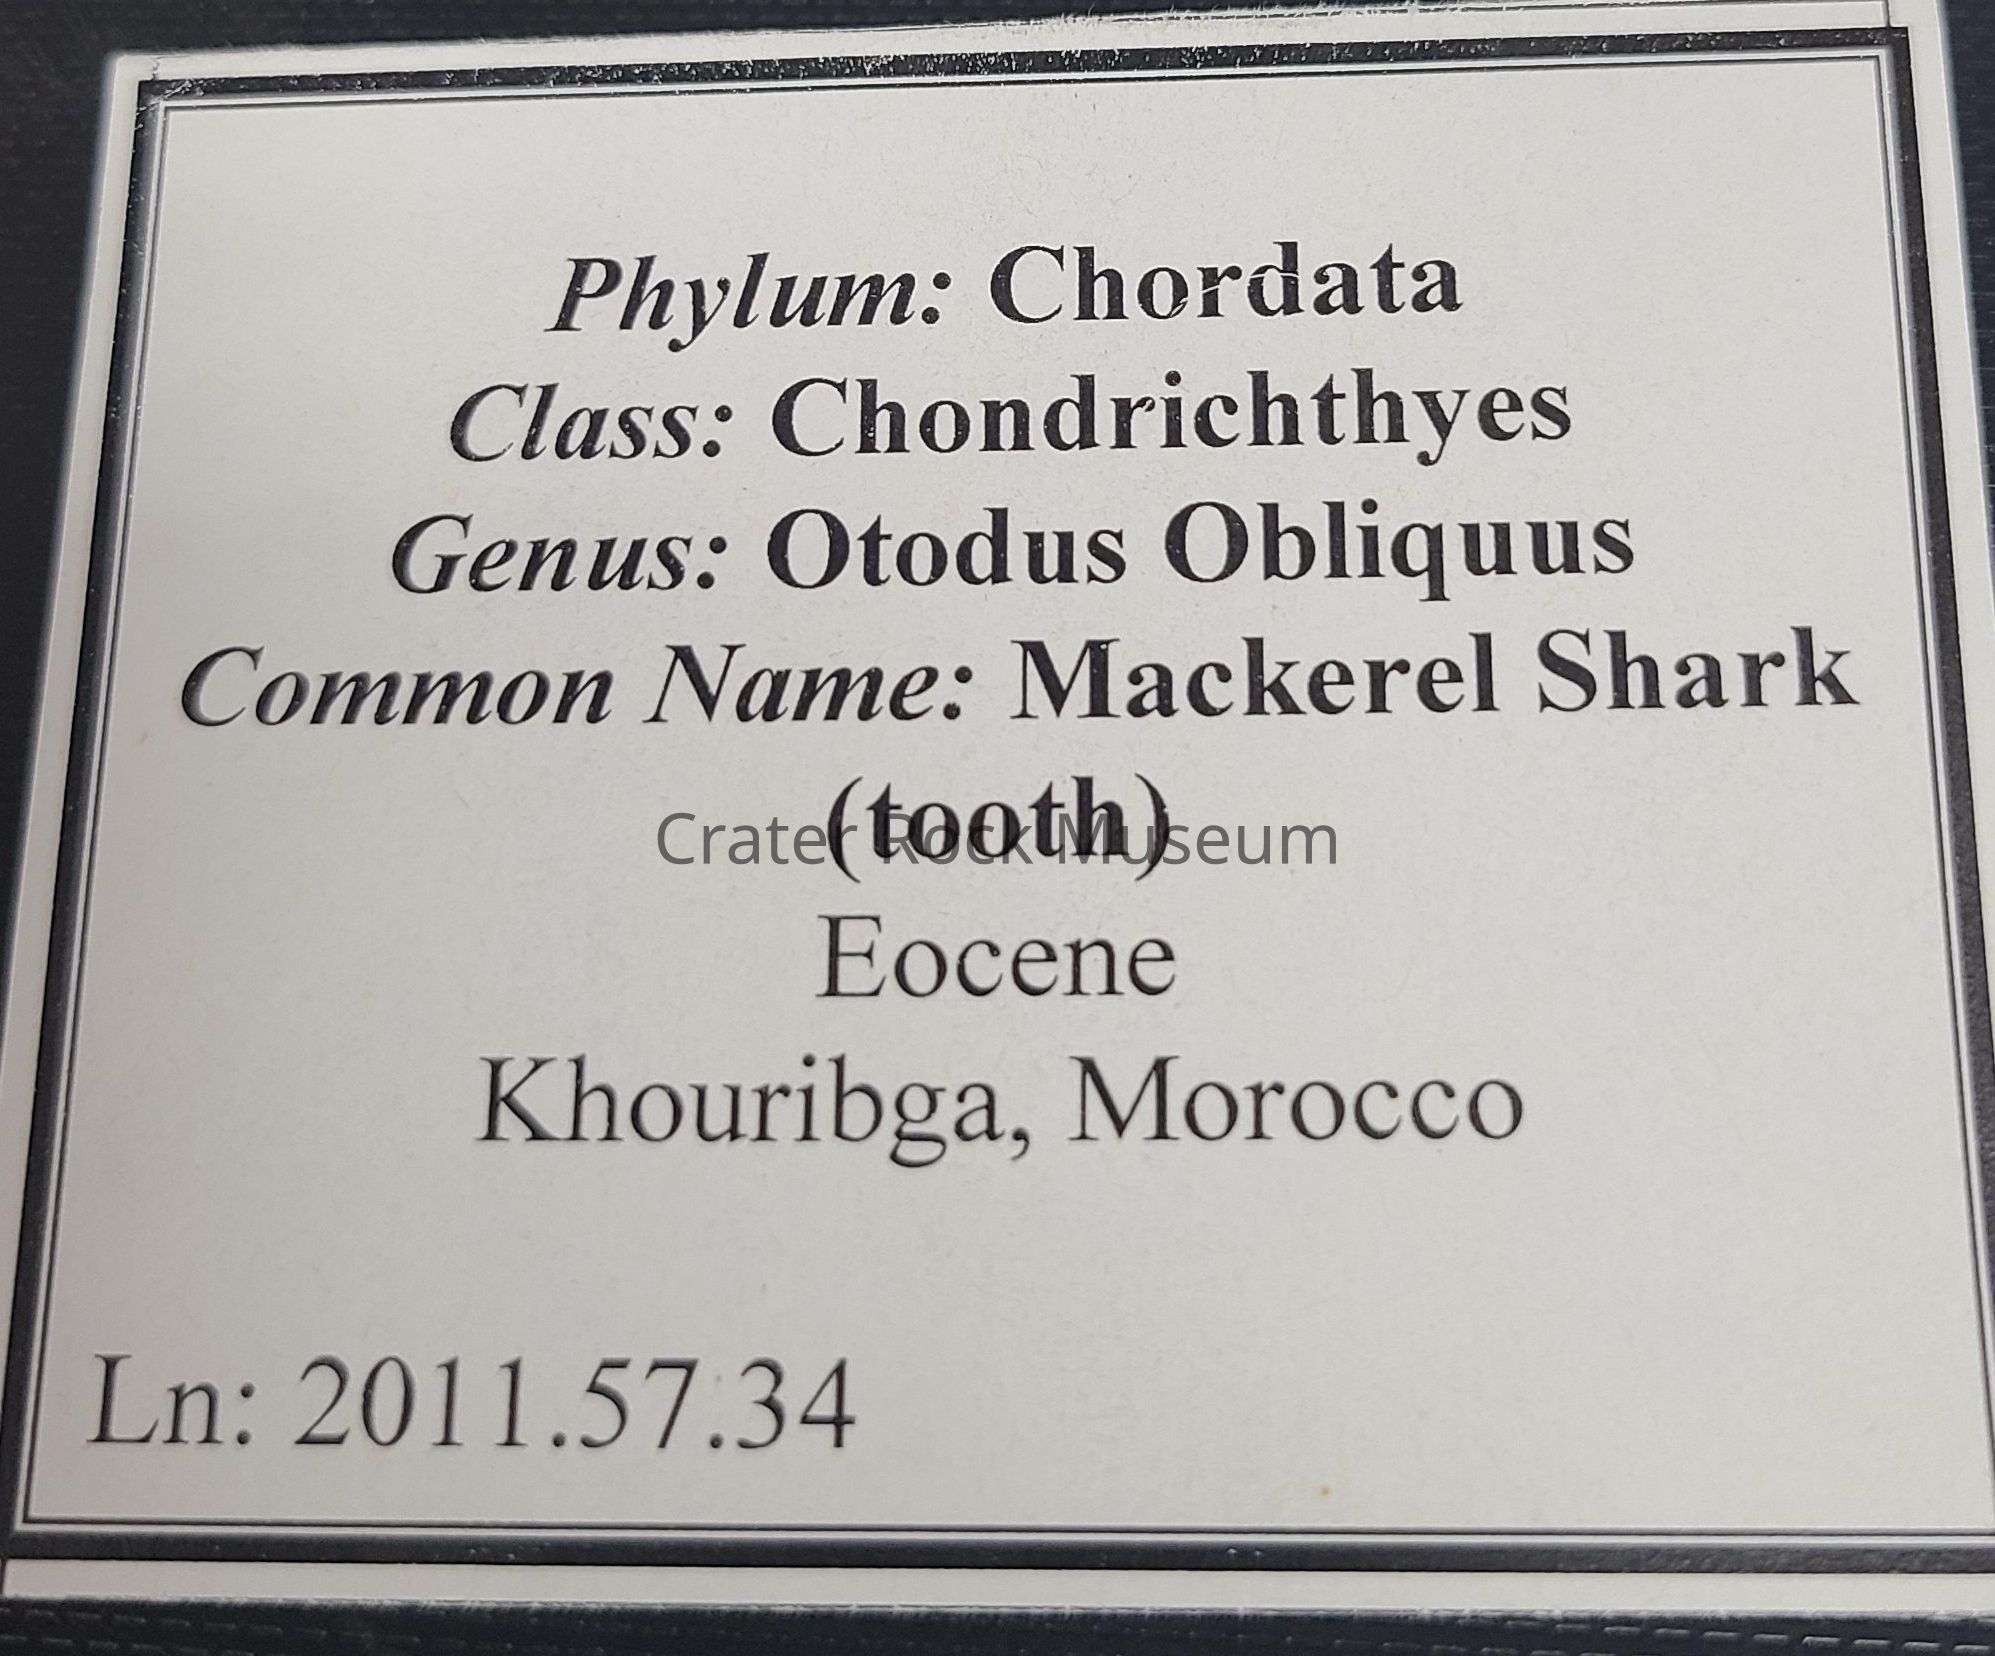 Phylum: Chordata
Class: Chondrichthyes
Genus: Otodus Obliquus
Common Name: Mackerel Shark
(tooth)
Crater Rock Museum
Eocene
Khouribga, Morocco
Ln: 2011.57.34